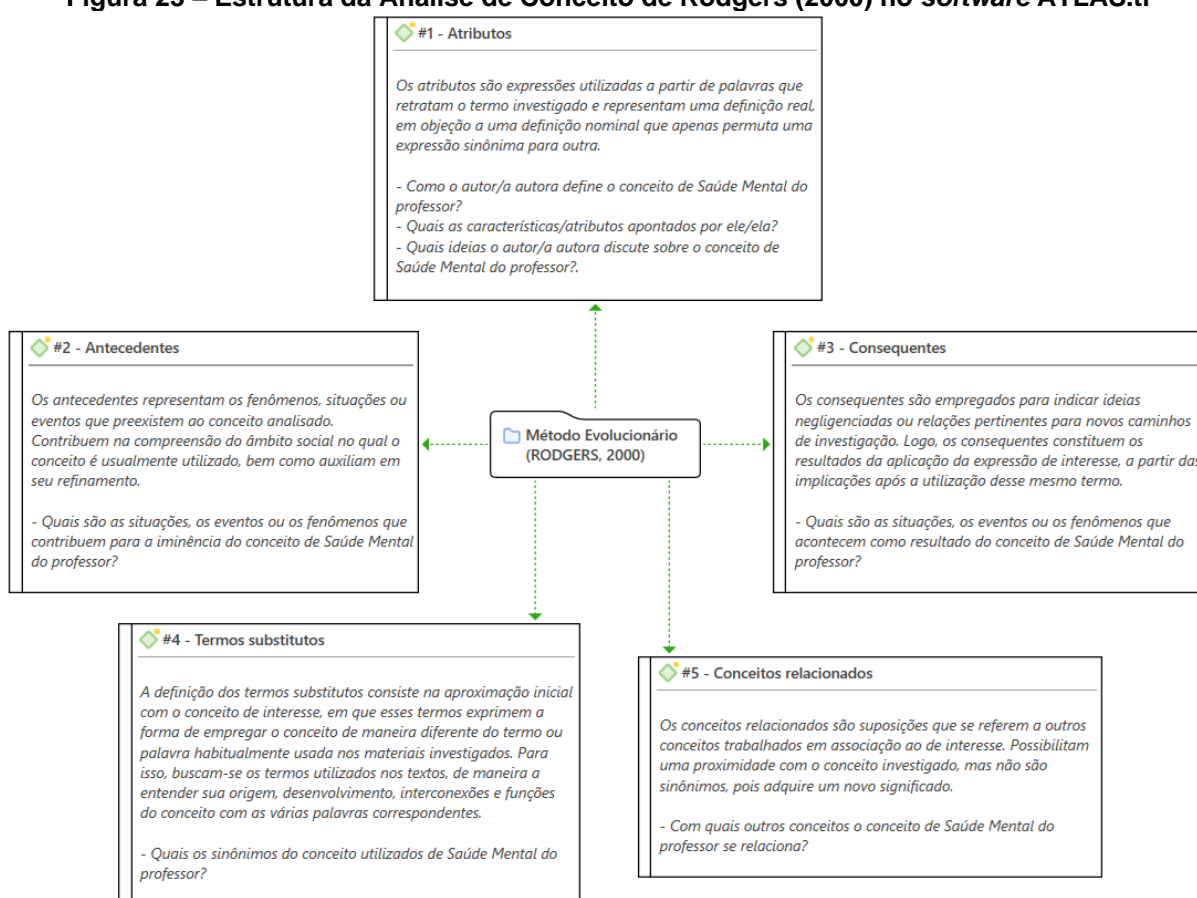 Figura 25 – Estrutura da Análise de Conceito de Rodgers (2000) no software ATLAS.ti
#1 - Atributos
Os atributos são expressões utilizadas a partir de palavras que
retratam o termo investigado e representam uma definição real,
em objeção a uma definição nominal que apenas permuta uma
expressão sinônima para outra.
- Como o autor/a autora define o conceito de Saúde Mental do
professor?
- Quais as características/atributos apontados por ele/ela?
- Quais ideias o autor/a autora discute sobre o conceito de
Saúde Mental do professor?.
#2 - Antecedentes
Os antecedentes representam os fenômenos, situações ou
eventos que preexistem ao conceito analisado.
Contribuem na compreensão do âmbito social no qual o
conceito é usualmente utilizado, bem como auxiliam em
seu refinamento.
- Quais são as situações, os eventos ou os fenômenos que
contribuem para a iminência do conceito de Saúde Mental
do professor?
Método Evolucionário
(RODGERS, 2000)
#3 - Consequentes
Os consequentes são empregados para indicar ideias
negligenciadas ou relações pertinentes para novos caminhos
de investigação. Logo, os consequentes constituem os
resultados da aplicação da expressão de interesse, a partir das
implicações após a utilização desse mesmo termo.
- Quais são as situações, os eventos ou os fenômenos que
acontecem como resultado do conceito de Saúde Mental do
professor?
#4 - Termos substitutos
A definição dos termos substitutos consiste na aproximação inicial
com o conceito de interesse, em que esses termos exprimem a
forma de empregar o conceito de maneira diferente do termo ou
palavra habitualmente usada nos materiais investigados. Para
isso, buscam-se os termos utilizados nos textos, de maneira a
entender sua origem, desenvolvimento, interconexões e funções
do conceito com as várias palavras correspondentes.
- Quais os sinônimos do conceito utilizados de Saúde Mental do
professor?
#5 - Conceitos relacionados
Os conceitos relacionados são suposições que se referem a outros
conceitos trabalhados em associação ao de interesse. Possibilitam
uma proximidade com o conceito investigado, mas não são
sinônimos, pois adquire um novo significado.
- Com quais outros conceitos o conceito de Saúde Mental do
professor se relaciona?